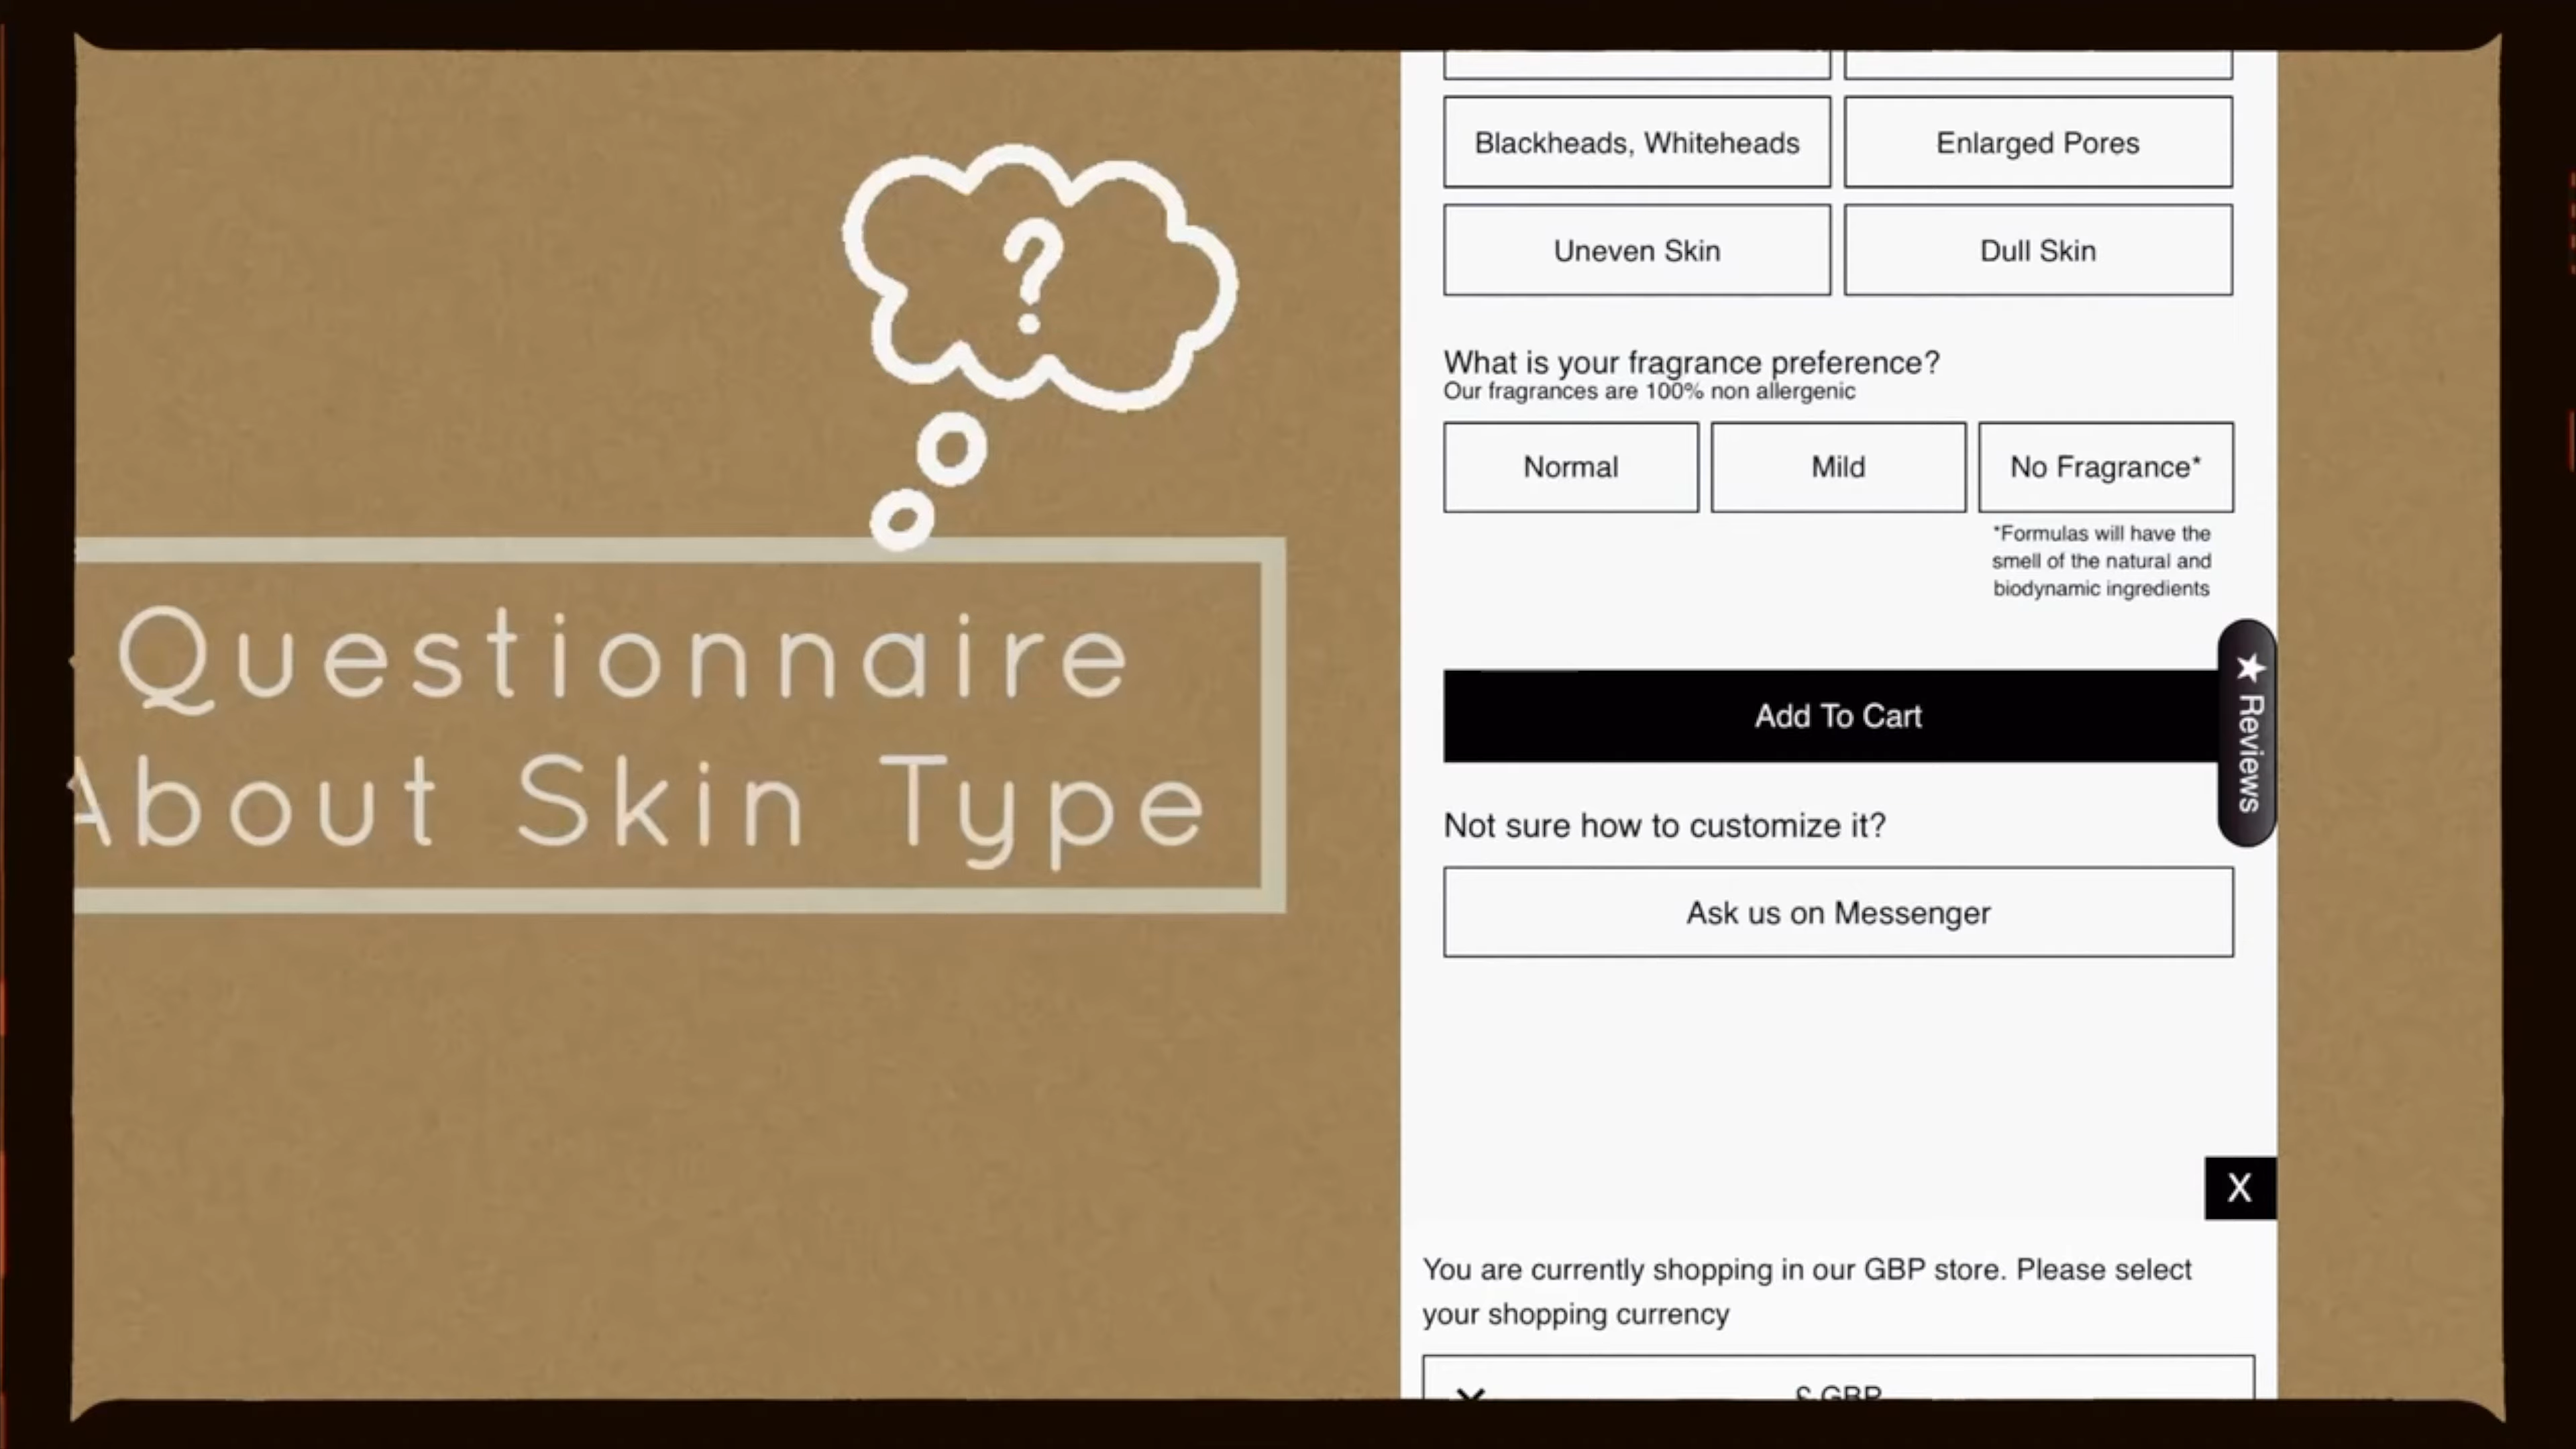 ?
Questionnaire
About Skin Type
Blackheads, Whiteheads
Enlarged Pores
Uneven Skin
Dull Skin
What is your fragrance preference?
Our fragrances are 100% non allergenic
Normal
Mild
No Fragrance*
*Formulas will have the
smell of the natural and
biodynamic ingredients
Add To Cart
★ Reviews
Not sure how to customize it?
Ask us on Messenger
X
You are currently shopping in our GBP store. Please select
your shopping currency
£ GBP